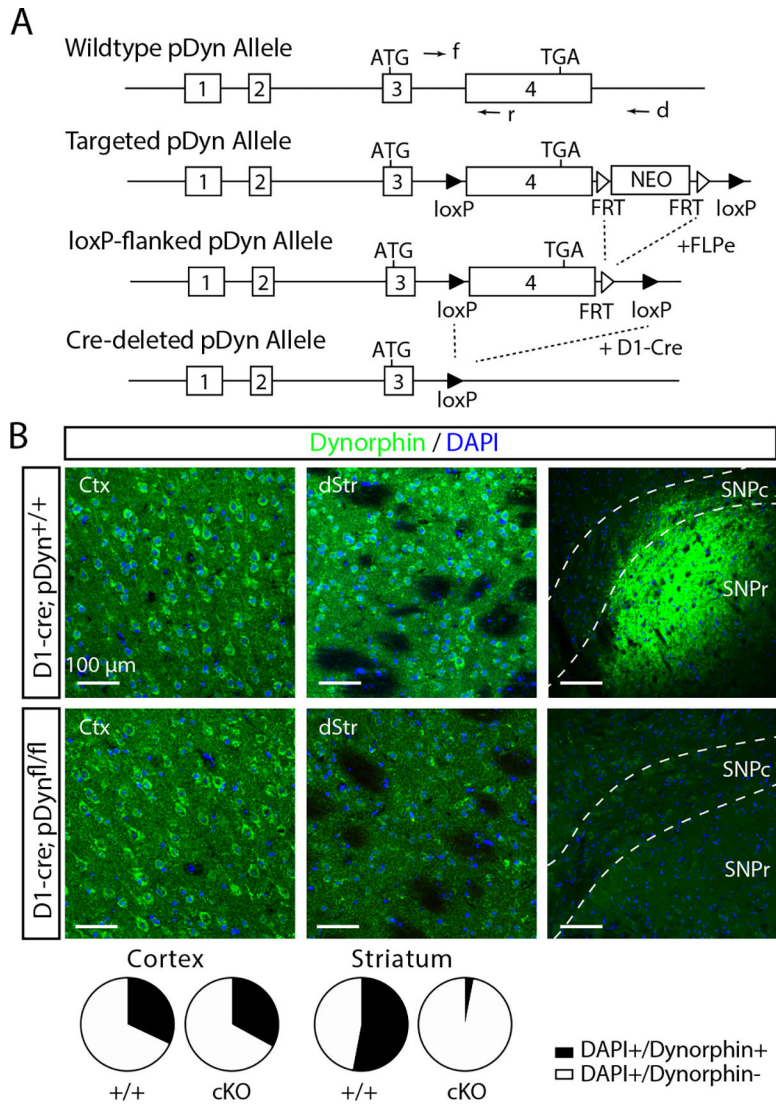 A
Wildtype pDyn Allele
ATG f TGA
1 2 3 4
r d
Targeted pDyn Allele
ATG TGA
1 2 3 4 NEO
loxP FRT FRT loxP
loxP-flanked pDyn Allele
+FLPe
ATG TGA
1 2 3 4
loxP FRT loxP
Cre-deleted pDyn Allele
+ D1-Cre
ATG
1 2 3
loxP
B
Dynorphin / DAPI
D1-cre; pDyn+/+
Ctx
100 µm
dStr
SNPc
SNPr
D1-cre; pDynfl/fl
Ctx
dStr
SNPc
SNPr
Cortex Striatum
+/+ cKO +/+ cKO
DAPI+/Dynorphin+
DAPI+/Dynorphin-